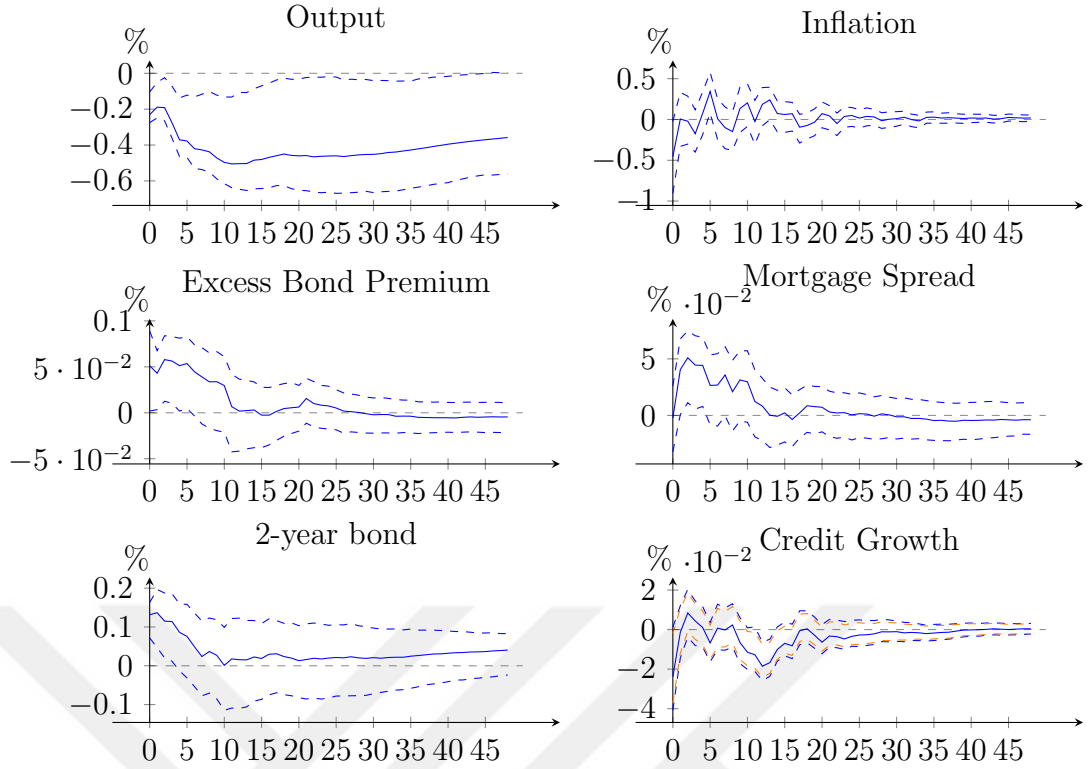 Output
%
0
−0.2
−0.4
−0.6
0 5 10 15 20 25 30 35 40 45
Inflation
%
0.5
0
−0.5
−1
0 5 10 15 20 25 30 35 40 45
Excess Bond Premium
%
0.1
5 · 10−2
0
−5 · 10−2
0 5 10 15 20 25 30 35 40 45
Mortgage Spread
% ·10−2
5
0
0 5 10 15 20 25 30 35 40 45
2-year bond
%
0.2
0.1
0
−0.1
0 5 10 15 20 25 30 35 40 45
Credit Growth
% ·10−2
2
0
−2
−4
0 5 10 15 20 25 30 35 40 45